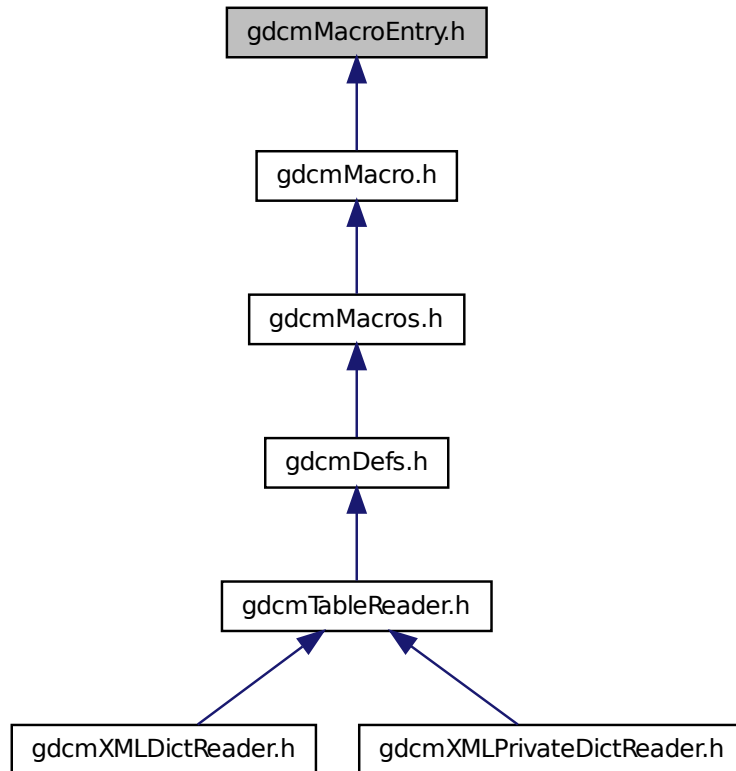 gdcmMacroEntry.h
gdcmMacro.h
gdcmMacros.h
gdcmDefs.h
gdcmTableReader.h
gdcmXMLDictReader.h
gdcmXMLPrivateDictReader.h